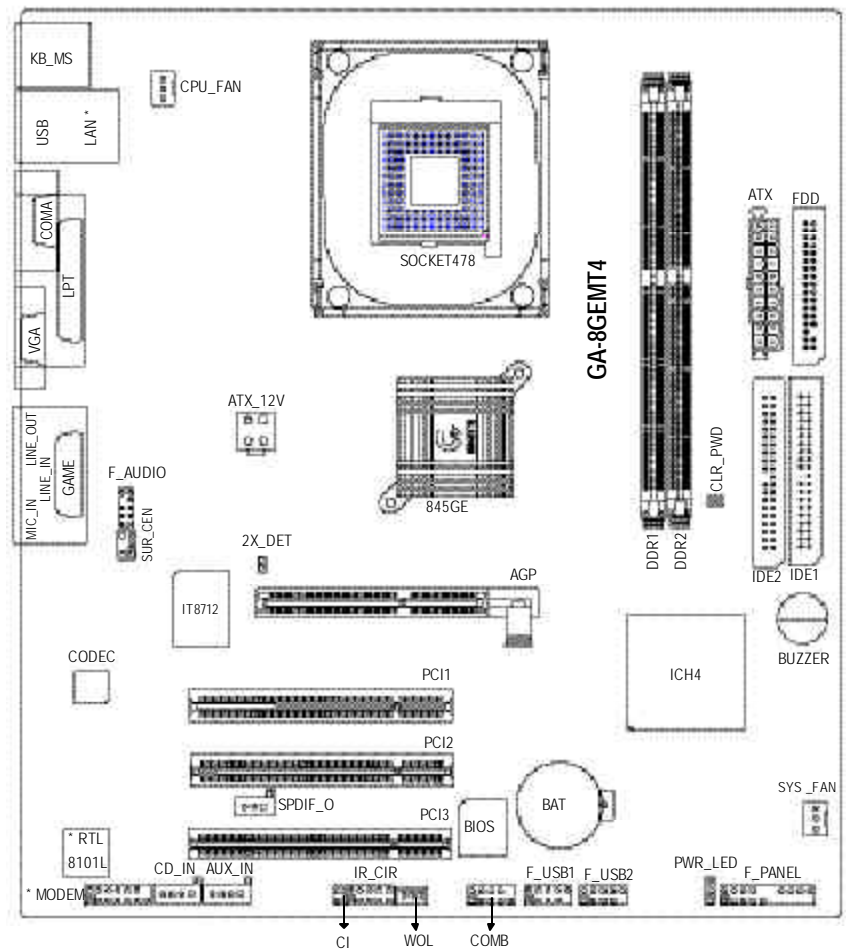 KB_MS
CPU_FAN
USB
LAN *
COMA
LPT
VGA
SOCKET478
ATX
FDD
GA-8GEMT4
ATX_12V
LINE_OUT
MIC_IN
LINE_IN
GAME
F_AUDIO
SUR_CEN
845GE
CLR_PWD
DDR1
DDR2
IDE2
IDE1
2X_DET
AGP
IT8712
BUZZER
ICH4
CODEC
PCI1
PCI2
SPDIF_O
PCI3
BIOS
BAT
SYS_FAN
* RTL
8101L
CD_IN
AUX_IN
IR_CIR
F_USB1
F_USB2
PWR_LED
F_PANEL
* MODEM
CI
WOL
COMB